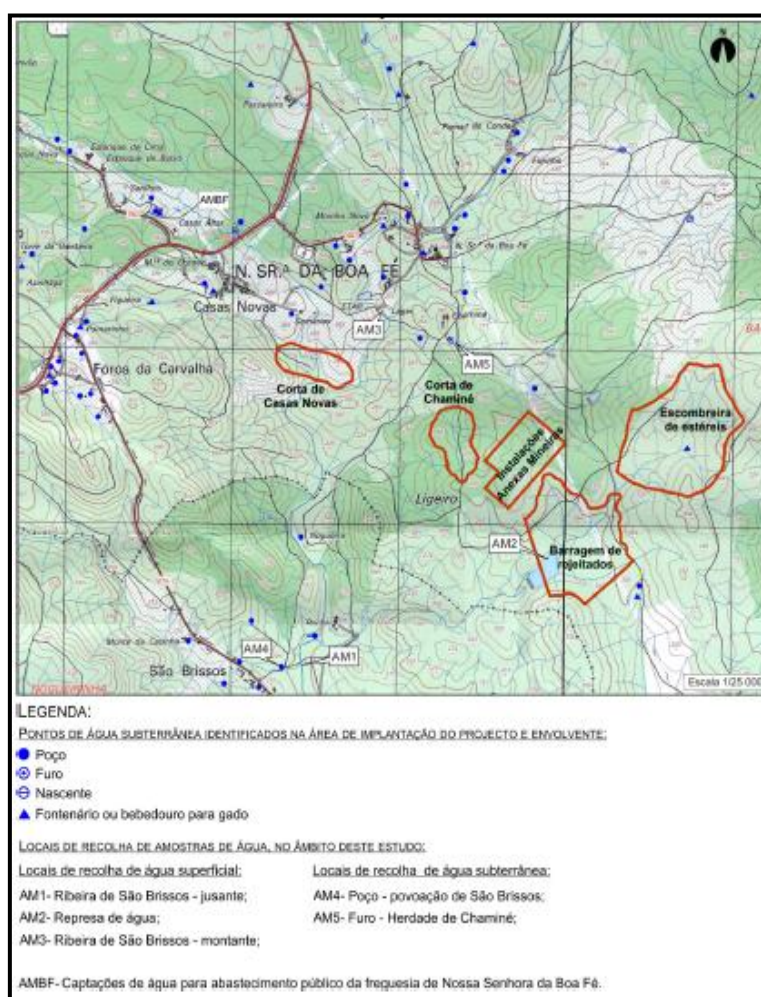 N
AMBF
N. SR.ª DA BOA FÉ
N. Sr.ª da Boa Fé
Casas Novas
AM3
AM5
Foros da Carvalha
Corta de
Casas Novas
Corta de
Chaminé
Instalações
Anexas Mineiras
Escombreira
de estéreis
Ligeiro
AM2
Barragem de
rejeitados
AM4
AM1
São Brissos
Escala 1/25 000
LEGENDA:
PONTOS DE ÁGUA SUBTERRÂNEA IDENTIFICADOS NA ÁREA DE IMPLANTAÇÃO DO PROJECTO E ENVOLVENTE:
Poço
Furo
Nascente
Fontenário ou bebedouro para gado
LOCAIS DE RECOLHA DE AMOSTRAS DE ÁGUA, NO ÂMBITO DESTE ESTUDO:
Locais de recolha de água superficial:
AM1- Ribeira de São Brissos - jusante;
AM2- Represa de água;
AM3- Ribeira de São Brissos - montante;
Locais de recolha de água subterrânea:
AM4- Poço - povoação de São Brissos;
AM5- Furo - Herdade de Chaminé;
AMBF- Captações de água para abastecimento público da freguesia de Nossa Senhora da Boa Fé.